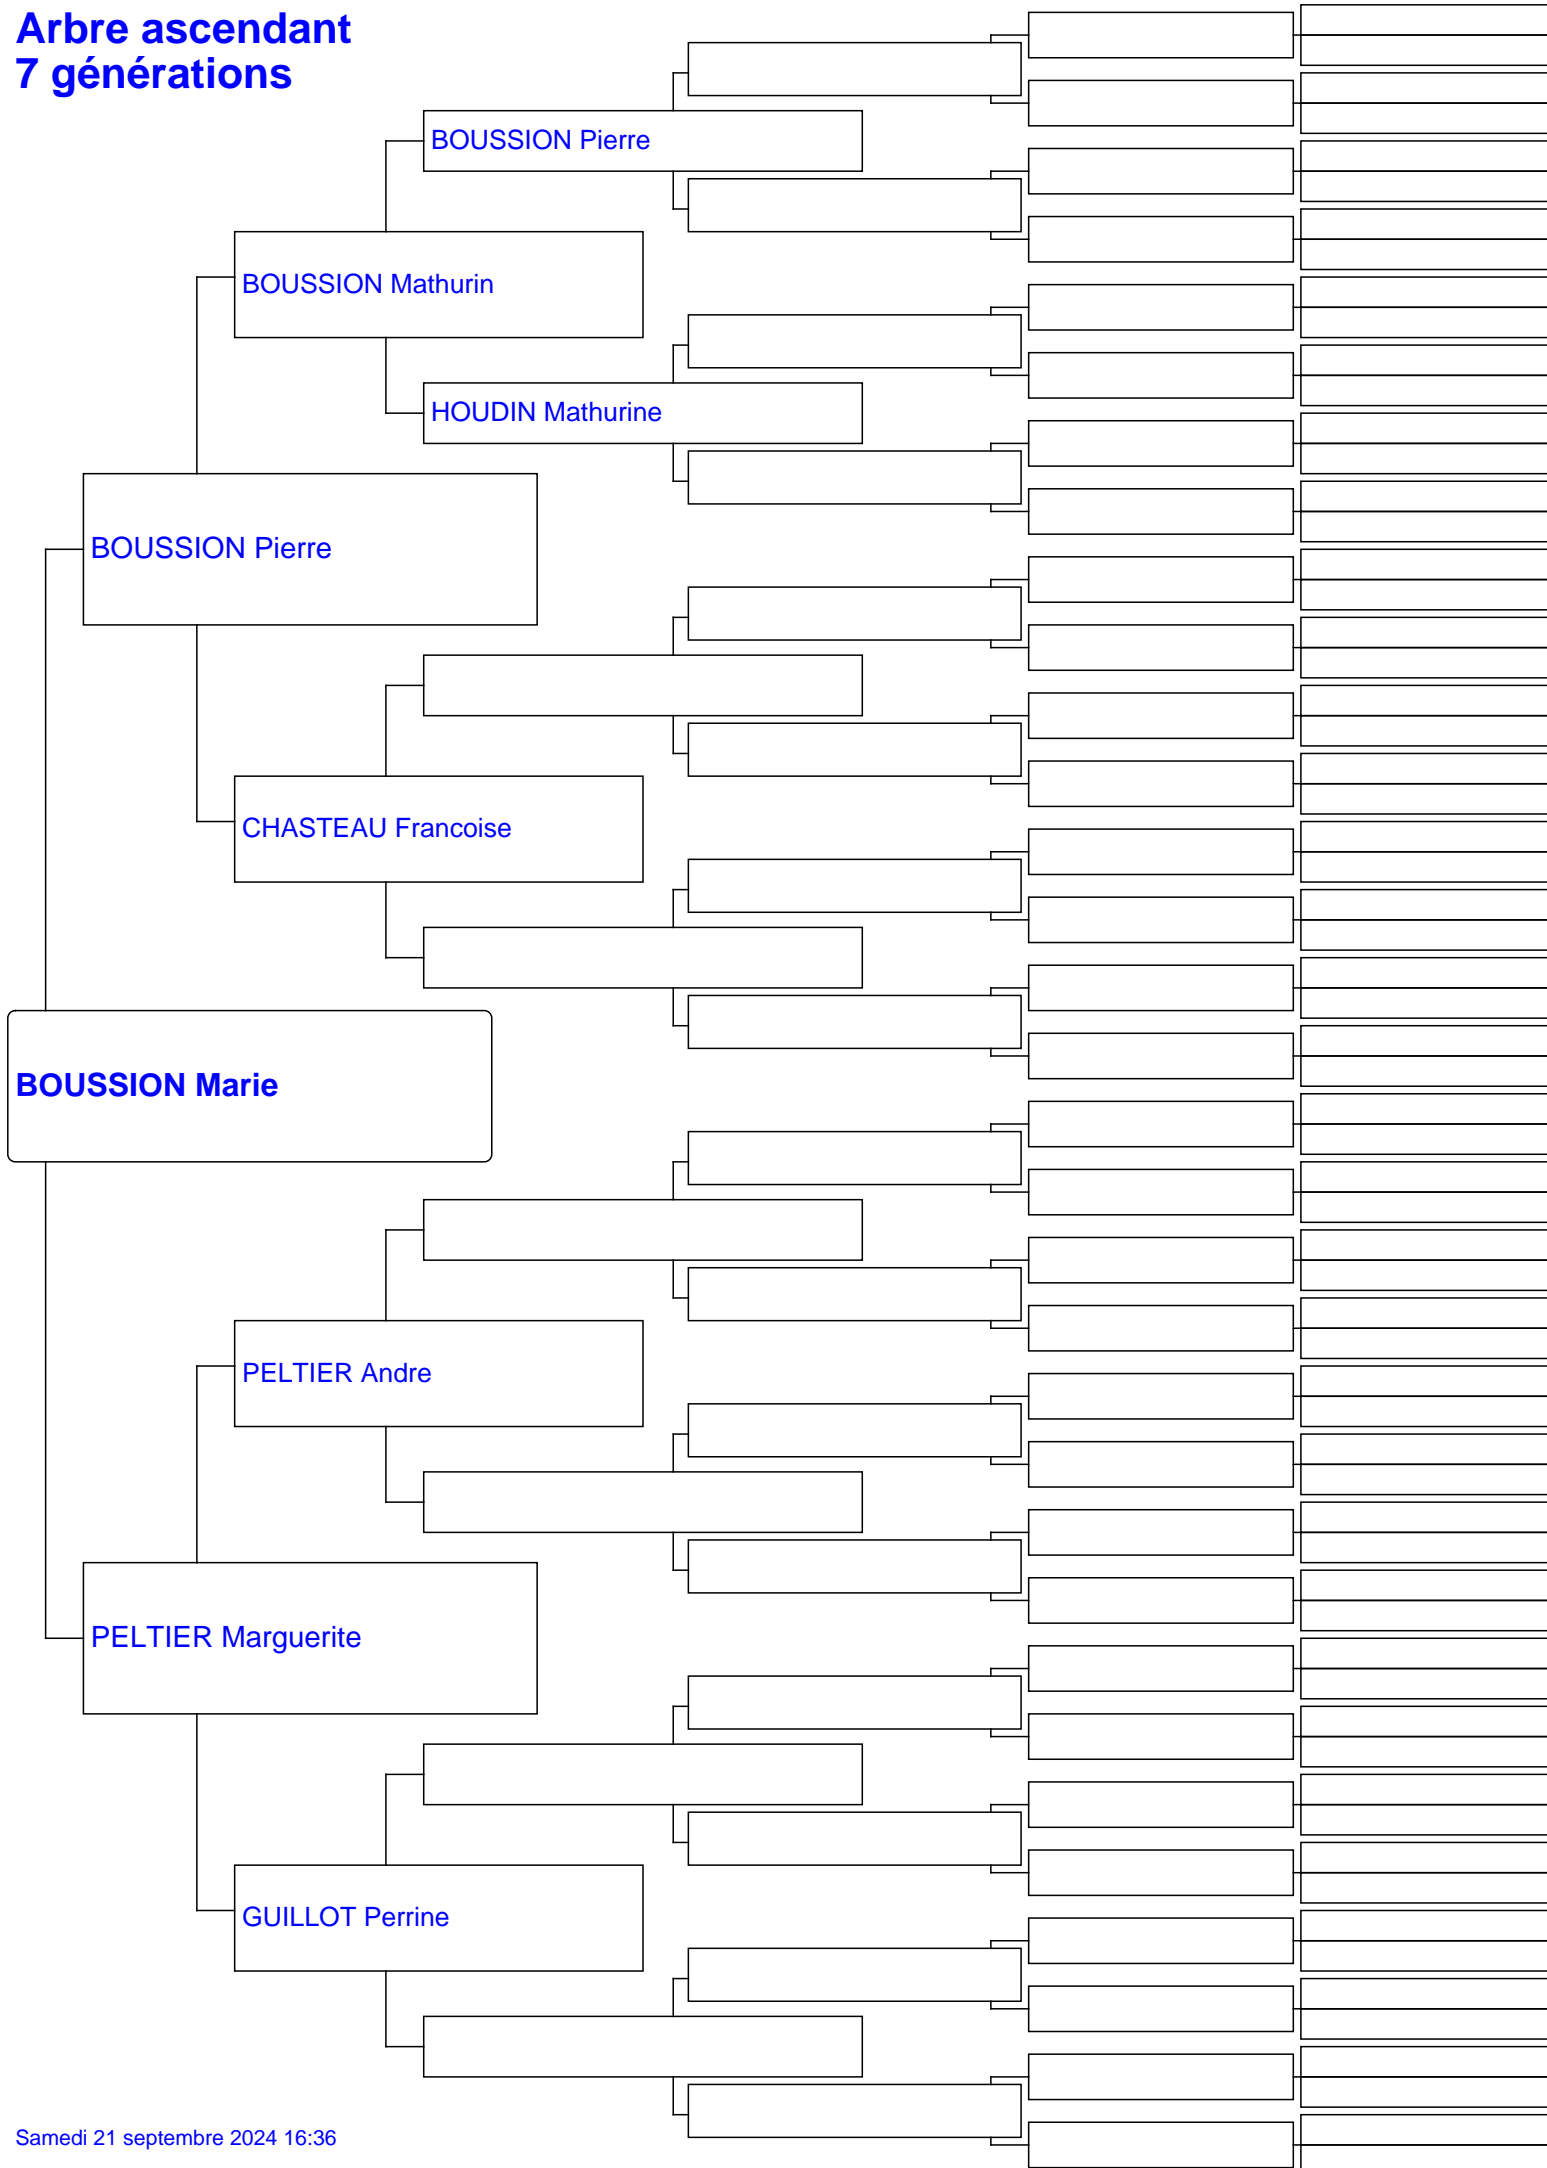 Arbre ascendant
7 générations
BOUSSION Pierre
BOUSSION Mathurin
HOUDIN Mathurine
BOUSSION Pierre
CHASTEAU Francoise
BOUSSION Marie
PELTIER Andre
PELTIER Marguerite
GUILLOT Perrine
Samedi 21 septembre 2024 16:36